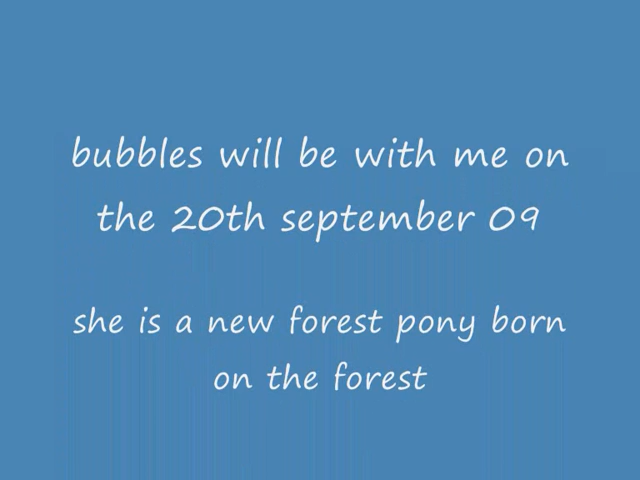 bubbles will be with me on
the 20th september 09
she is a new forest pony born
on the forest